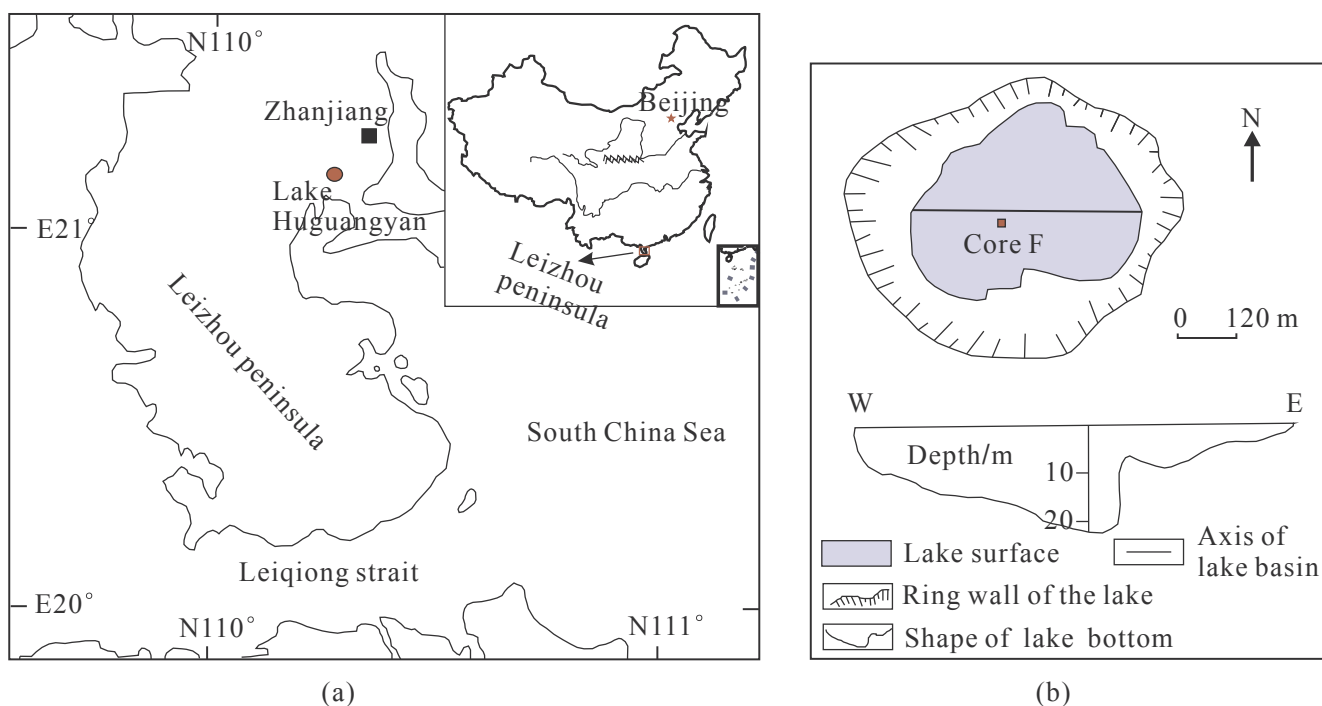 N110°
Zhanjiang
Lake
Huguangyan
E21°
Beijing
Leizhou
peninsula
Leizhou peninsula
South China Sea
Leiqiong strait
E20°
N110°
N111°
(a)
N
Core F
0 120 m
W E
Depth/m
10
20
Lake surface
Axis of
lake basin
Ring wall of the lake
Shape of lake bottom
(b)